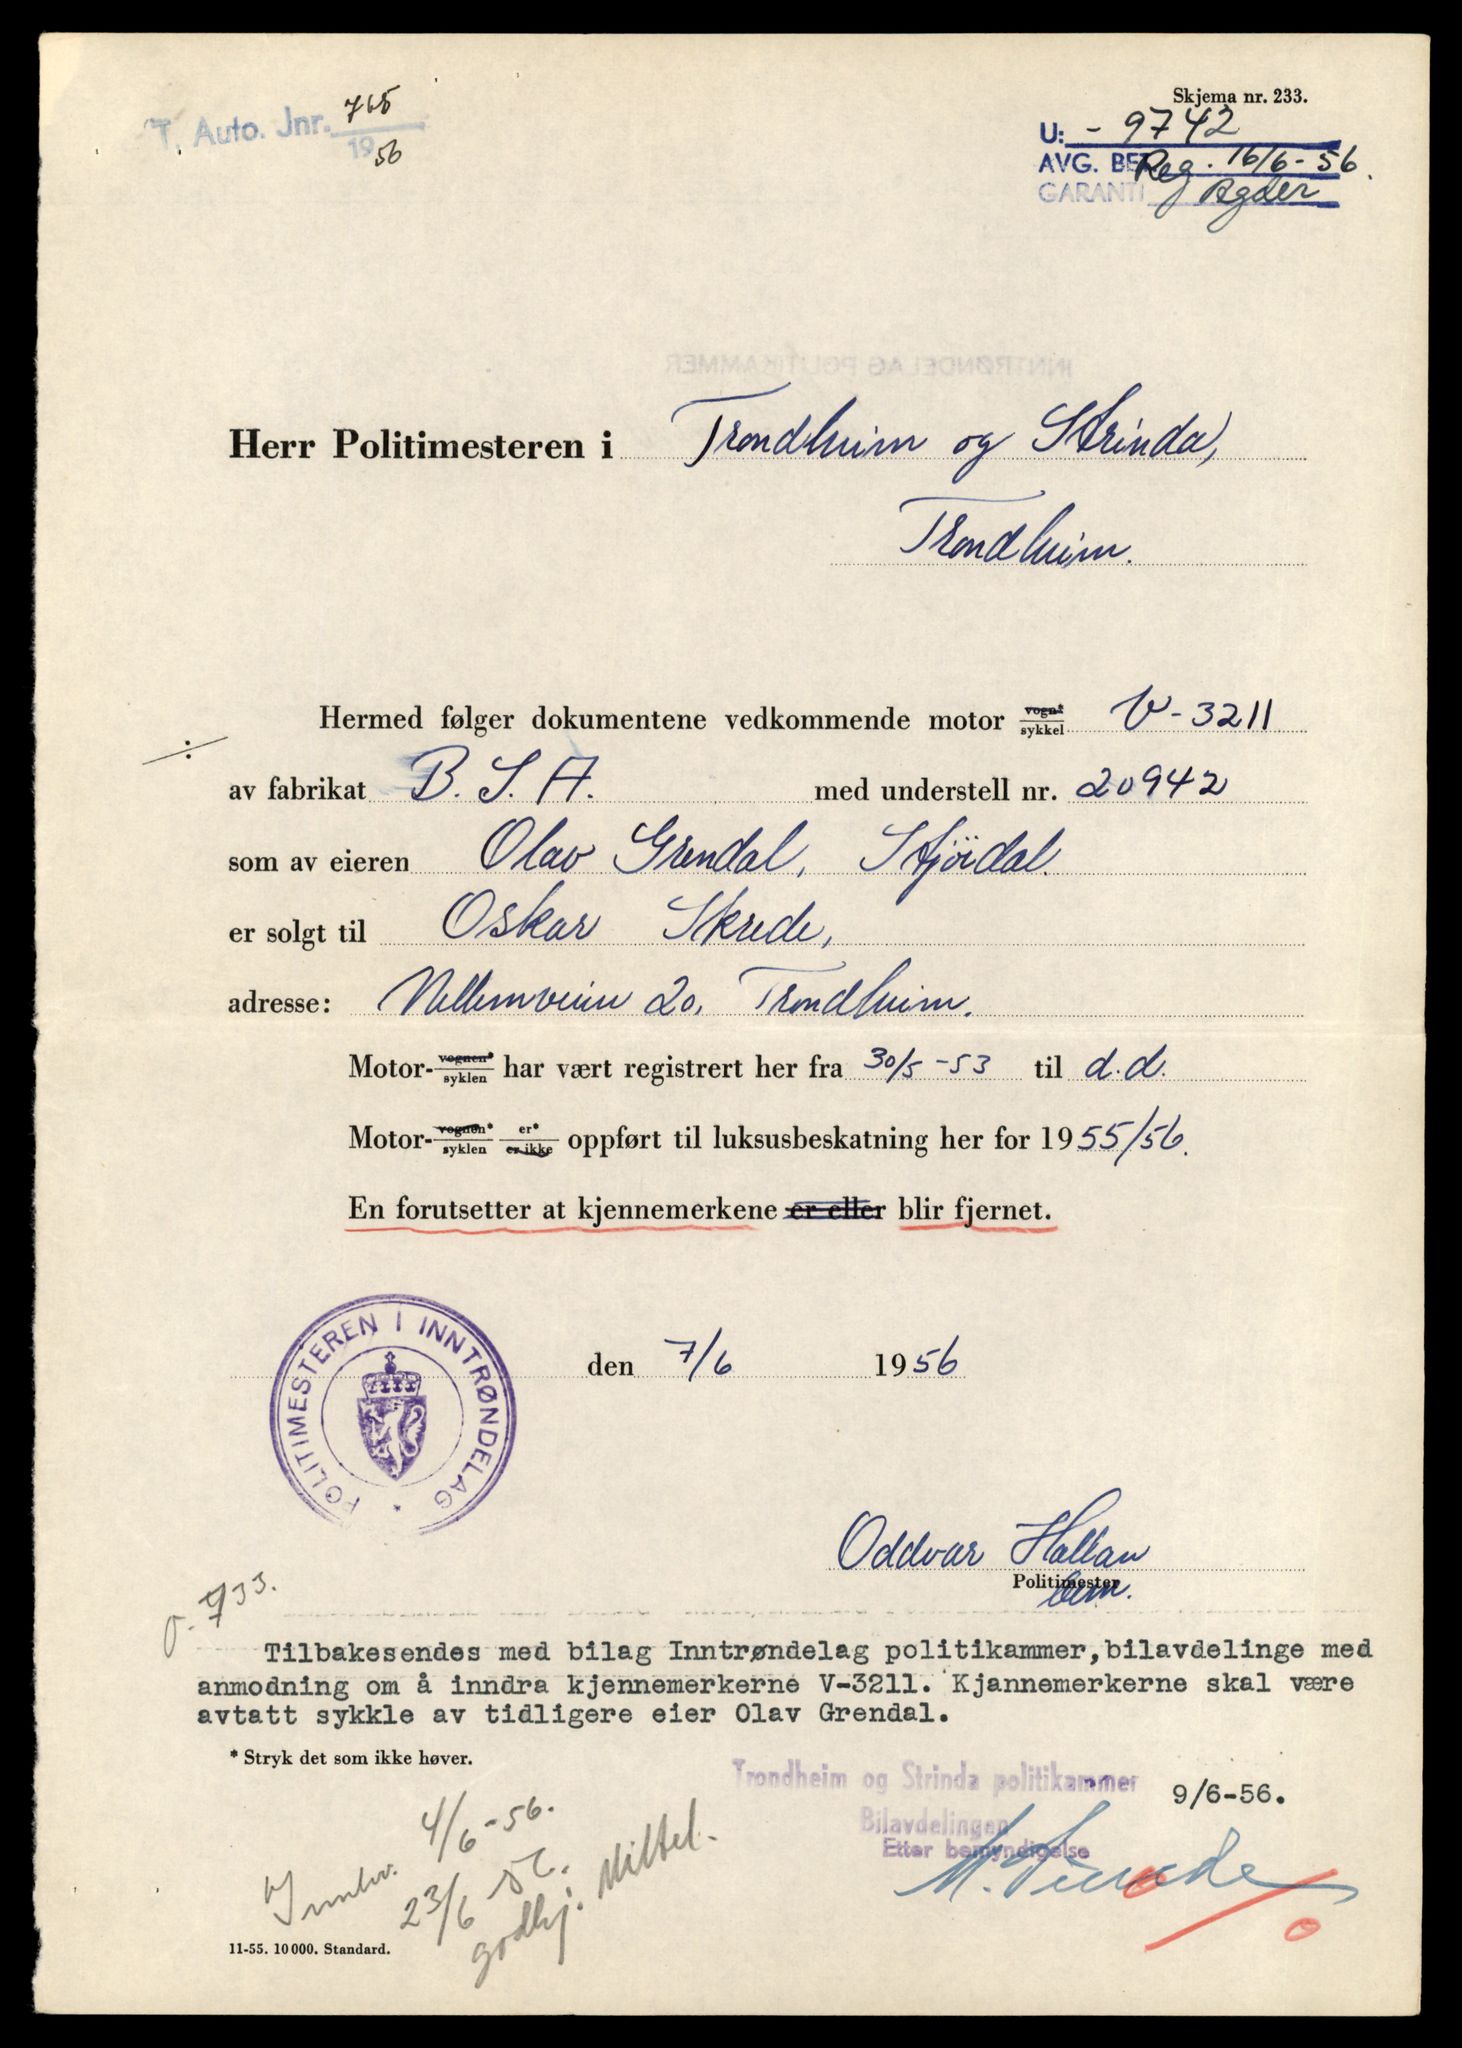 Skjema nr. 233.
T. Auto. Jnr. 765
1956
U: - 9742
AVG. BET Reg. 16/6-56.
GARANTI Agder
INNTRØNDELAG POLITIKAMMER
Herr Politimesteren i Trondheim og Strinda,
Trondheim.
Hermed følger dokumentene vedkommende motor vogn* sykkel V-3211
av fabrikat B.S.A. med understell nr. 20942
som av eieren Olav Grendal, Stjördal.
er solgt til Oskar Skrede,
adresse: 20, Trondheim.
Motor- vognen* syklen har vært registrert her fra 30/5-53 til d.d.
Motor- vognen* syklen er* er ikke oppført til luksusbeskatning her for 1955/56.
En forutsetter at kjennemerkene er eller blir fjernet.
POLITIMESTEREN I INNTRØNDELAG *
den 7/6 1956
Oddvar Hallan
Politimester
bem.
Tilbakesendes med bilag Inntrøndelag politikammer, bilavdelinge med
anmodning om å inndra kjennemerkerne V-3211. Kjannemerkerne skal være
avtatt sykkle av tidligere eier Olav Grendal.
* Stryk det som ikke høver.
Trondheim og Strinda politikammer 9/6-56.
Bilavdelingen
Etter bemyndigelse
4/6-56.
23/6 56.
11-55. 10 000. Standard.